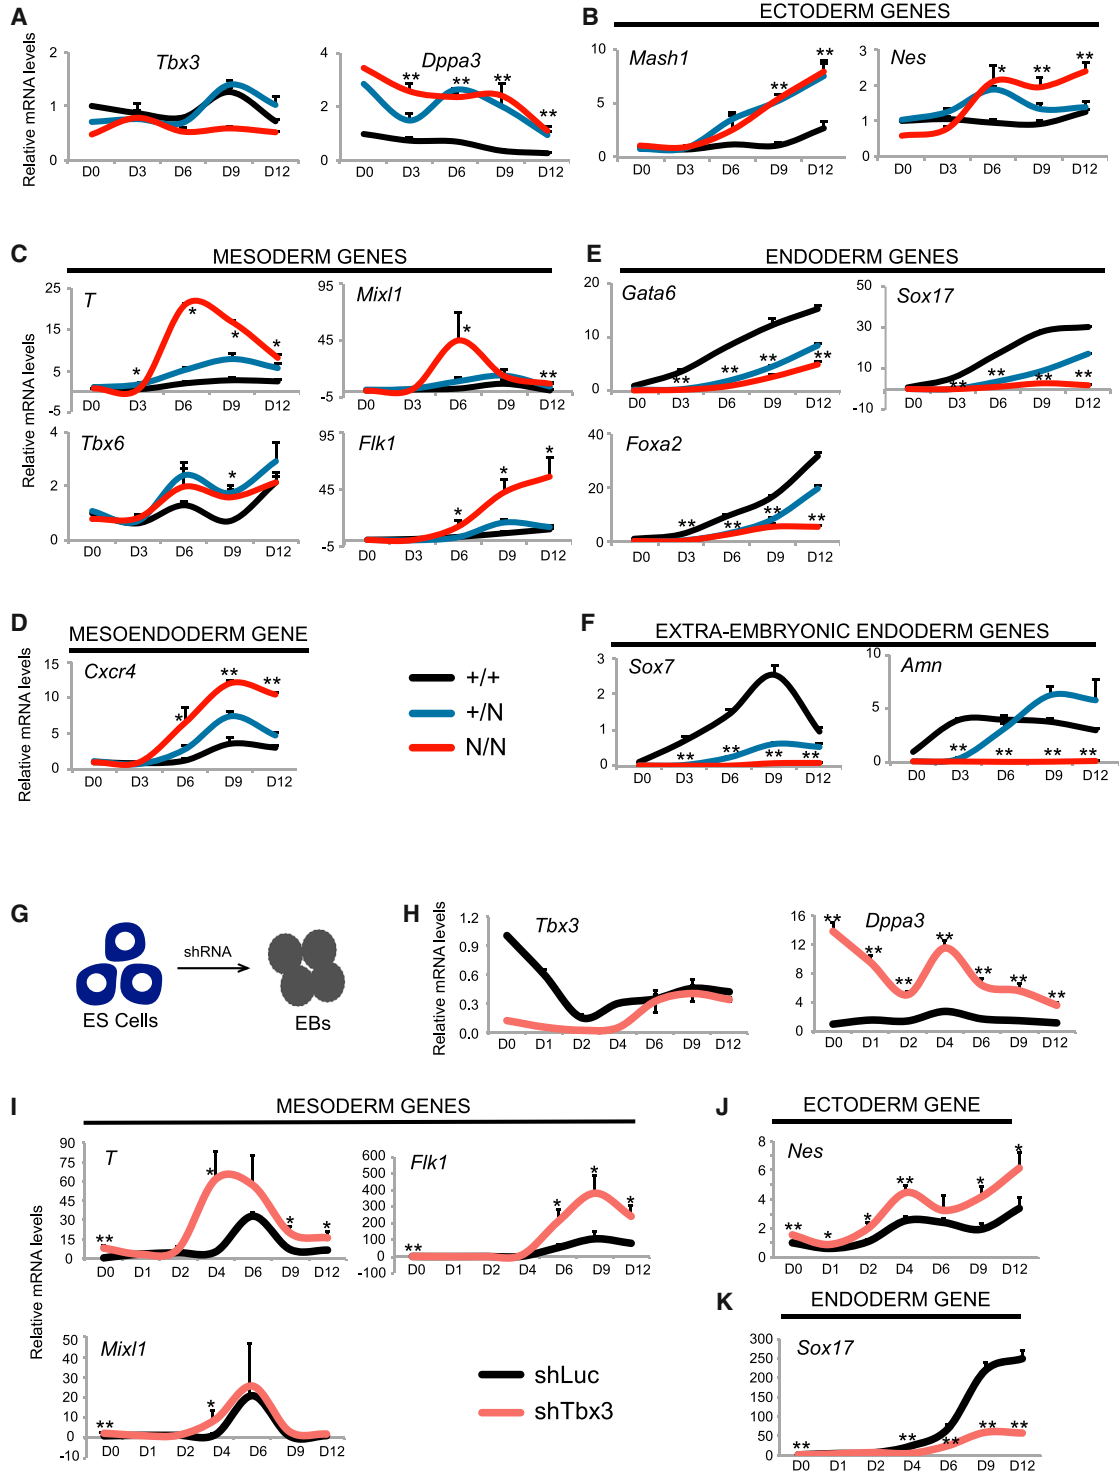 A
Relative mRNA levels
Tbx3
2
1
0
D0 D3 D6 D9 D12
Dppa3
4
2
0
** ** ** **
D0 D3 D6 D9 D12
B
ECTODERM GENES
Mash1
10
5
0
** **
D0 D3 D6 D9 D12
Nes
3
2
1
0
* ** **
D0 D3 D6 D9 D12
C
MESODERM GENES
Relative mRNA levels
T
25
15
5
-5
* * * *
D0 D3 D6 D9 D12
Mixl1
95
45
-5
* **
D0 D3 D6 D9 D12
Tbx6
4
2
0
*
D0 D3 D6 D9 D12
Flk1
95
45
-5
* * *
D0 D3 D6 D9 D12
E
ENDODERM GENES
Gata6
20
10
0
** ** ** **
D0 D3 D6 D9 D12
Sox17
50
30
10
-10
** ** ** **
D0 D3 D6 D9 D12
Foxa2
40
20
0
** ** ** **
D0 D3 D6 D9 D12
D
MESOENDODERM GENE
Relative mRNA levels
Cxcr4
15
10
5
0
* ** **
D0 D3 D6 D9 D12
+/+
+/N
N/N
F
EXTRA-EMBRYONIC ENDODERM GENES
Sox7
3
2
1
0
** ** ** **
D0 D3 D6 D9 D12
Amn
10
5
0
** ** ** **
D0 D3 D6 D9 D12
G
shRNA
ES Cells
EBs
H
Relative mRNA levels
Tbx3
1.2
0.9
0.6
0.3
0.0
D0 D1 D2 D4 D6 D9 D12
Dppa3
16
12
8
4
0
** ** ** ** ** ** **
D0 D1 D2 D4 D6 D9 D12
I
MESODERM GENES
Relative mRNA levels
T
90
75
60
45
30
15
0
** * * *
D0 D1 D2 D4 D6 D9 D12
Flk1
600
500
400
300
200
100
0
-100
** * * *
D0 D1 D2 D4 D6 D9 D12
Mixl1
50
40
30
20
10
0
-10
** *
D0 D1 D2 D4 D6 D9 D12
shLuc
shTbx3
J
ECTODERM GENE
Nes
8
6
4
2
0
** * * ** * *
D0 D1 D2 D4 D6 D9 D12
K
ENDODERM GENE
Sox17
300
250
200
150
100
50
0
** ** ** ** **
D0 D1 D2 D4 D6 D9 D12